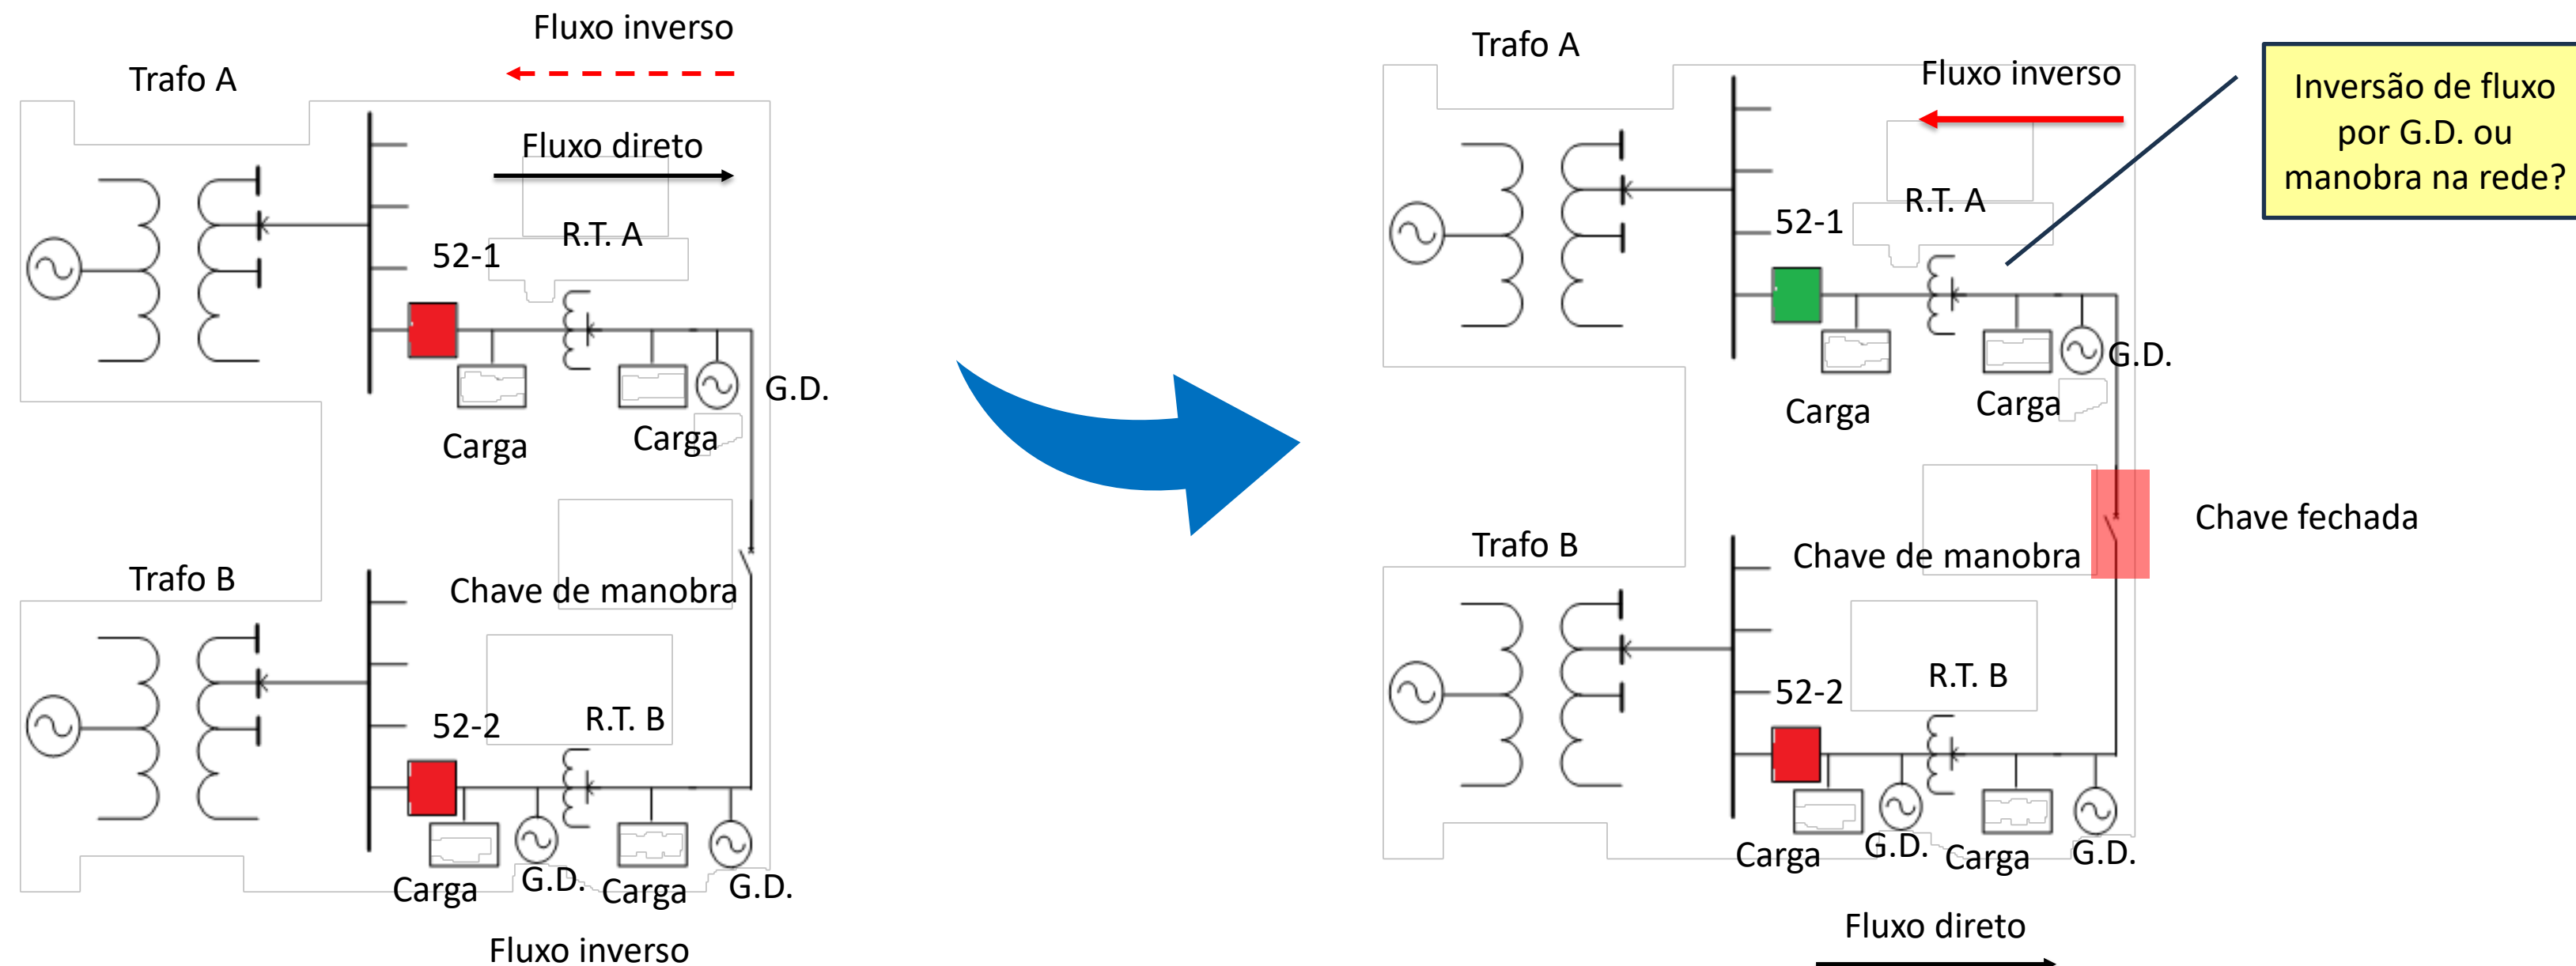 Fluxo inverso
Trafo A
Fluxo direto
R.T. A
52-1
G.D.
Carga
Carga
Trafo B
Chave de manobra
52-2
R.T. B
Carga
G.D.
Carga
G.D.
Fluxo inverso
Trafo A
Fluxo inverso
Inversão de fluxo
por G.D. ou
manobra na rede?
R.T. A
52-1
G.D.
Carga
Carga
Chave fechada
Trafo B
Chave de manobra
52-2
R.T. B
Carga
G.D.
Carga
G.D.
Fluxo direto